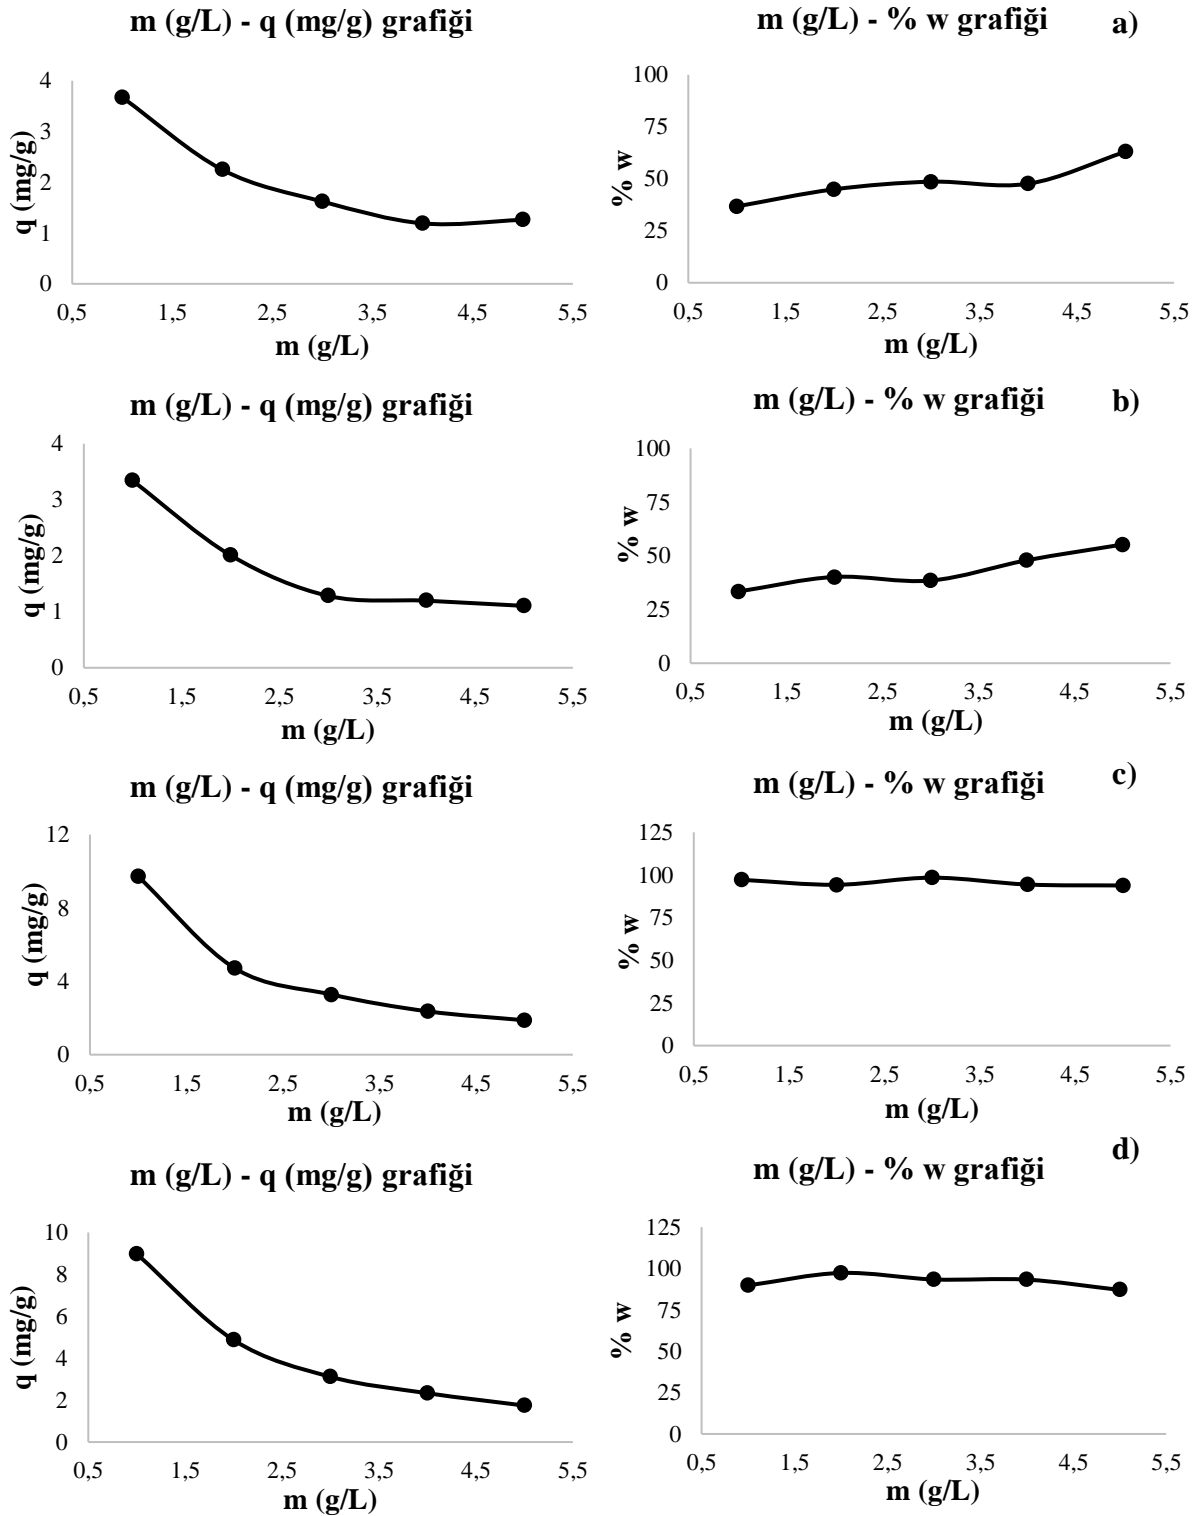 m (g/L) - q (mg/g) grafiği
4
3
2
1
0
q (mg/g)
0,5 1,5 2,5 3,5 4,5 5,5
m (g/L)
m (g/L) - % w grafiği
a)
100
75
50
25
0
% w
0,5 1,5 2,5 3,5 4,5 5,5
m (g/L)
m (g/L) - q (mg/g) grafiği
4
3
2
1
0
q (mg/g)
0,5 1,5 2,5 3,5 4,5 5,5
m (g/L)
m (g/L) - % w grafiği
b)
100
75
50
25
0
% w
0,5 1,5 2,5 3,5 4,5 5,5
m (g/L)
m (g/L) - q (mg/g) grafiği
12
8
4
0
q (mg/g)
0,5 1,5 2,5 3,5 4,5 5,5
m (g/L)
m (g/L) - % w grafiği
c)
125
100
75
50
25
0
% w
0,5 1,5 2,5 3,5 4,5 5,5
m (g/L)
m (g/L) - q (mg/g) grafiği
10
8
6
4
2
0
q (mg/g)
0,5 1,5 2,5 3,5 4,5 5,5
m (g/L)
m (g/L) - % w grafiği
d)
125
100
75
50
25
0
% w
0,5 1,5 2,5 3,5 4,5 5,5
m (g/L)